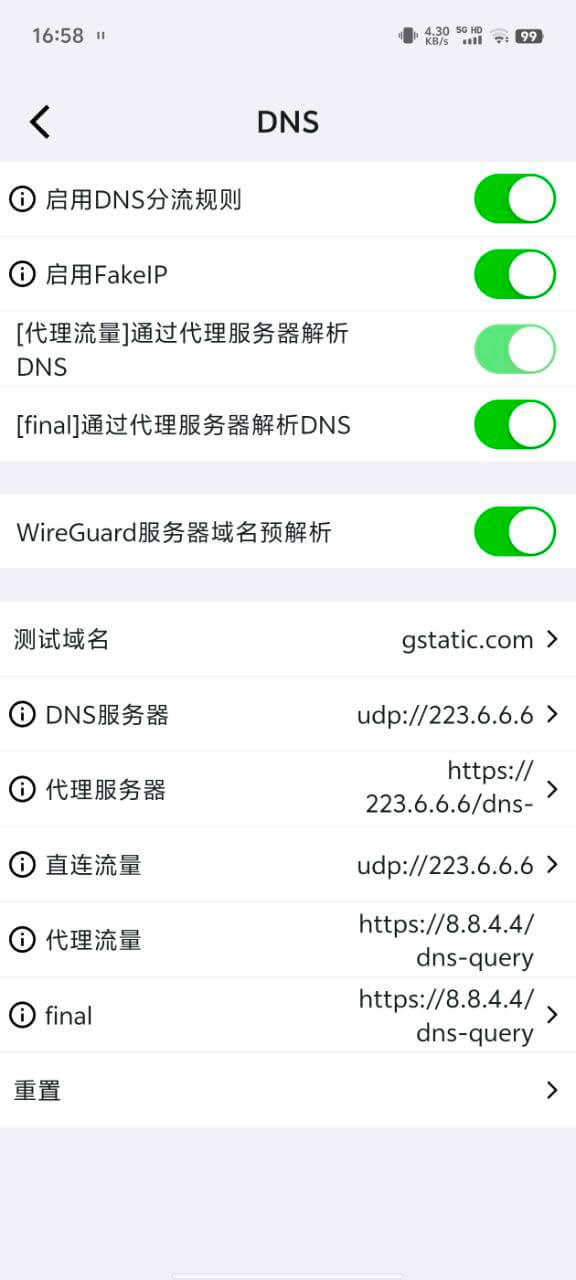 16:58
4.30
KB/s
5G HD
99
DNS
启用DNS分流规则
启用FakeIP
[代理流量]通过代理服务器解析
DNS
[final]通过代理服务器解析DNS
WireGuard服务器域名预解析
测试域名
gstatic.com
DNS服务器
udp://223.6.6.6
代理服务器
https://
223.6.6.6/dns-
直连流量
udp://223.6.6.6
代理流量
https://8.8.4.4/
dns-query
final
https://8.8.4.4/
dns-query
重置